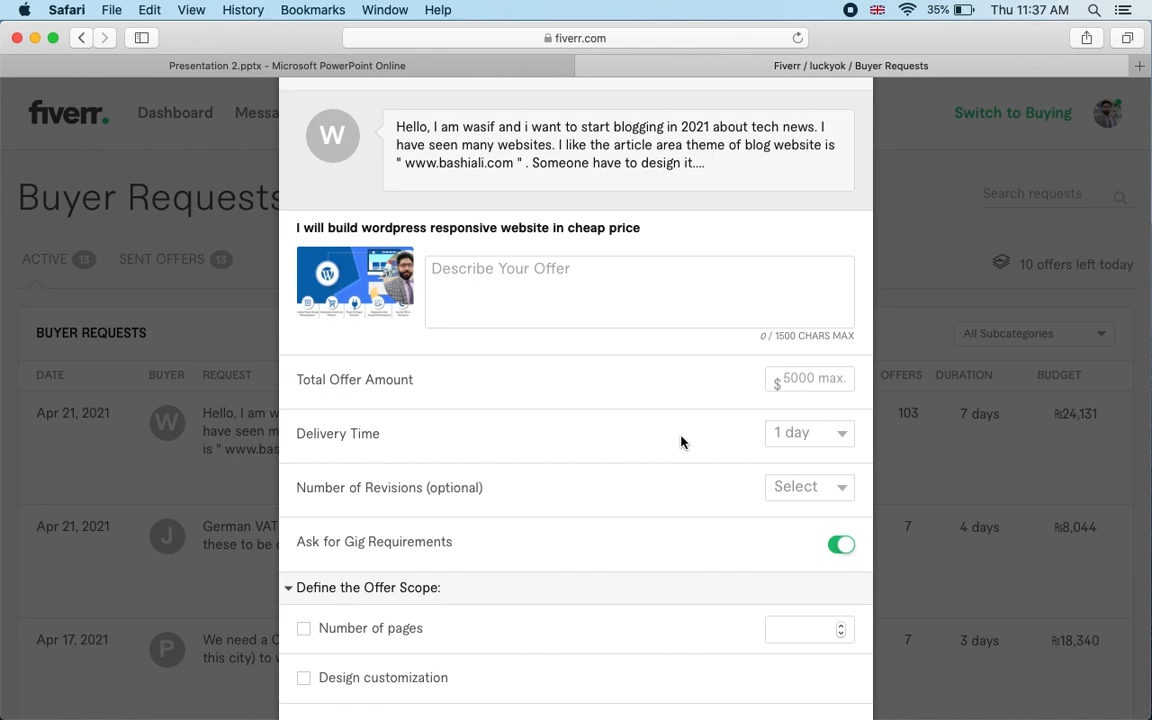 Safari File Edit View History Bookmarks Window Help 35% Thu 11:37 AM
fiverr.com
Presentation 2.pptx - Microsoft PowerPoint Online
Fiverr / luckyok / Buyer Requests
fiverr. Dashboard Messa Switch to Buying
W
Hello, I am wasif and i want to start blogging in 2021 about tech news. I
have seen many websites. I like the article area theme of blog website is
" www.bashiali.com " . Someone have to design it....
Buyer Requests
Search requests
I will build wordpress responsive website in cheap price
ACTIVE 13 SENT OFFERS 13
10 offers left today
Describe Your Offer
0 / 1500 CHARS MAX
BUYER REQUESTS
All Subcategories
DATE BUYER REQUEST OFFERS DURATION BUDGET
Total Offer Amount
$ 5000 max.
Apr 21, 2021 W Hello, I am w
have seen m
is " www.bas
103 7 days ₨24,131
Delivery Time
1 day
Number of Revisions (optional)
Select
Apr 21, 2021 J German VAT
these to be
7 4 days ₨8,044
Ask for Gig Requirements
Define the Offer Scope:
Number of pages
Apr 17, 2021 P We need a C
this city) to
7 3 days ₨18,340
Design customization